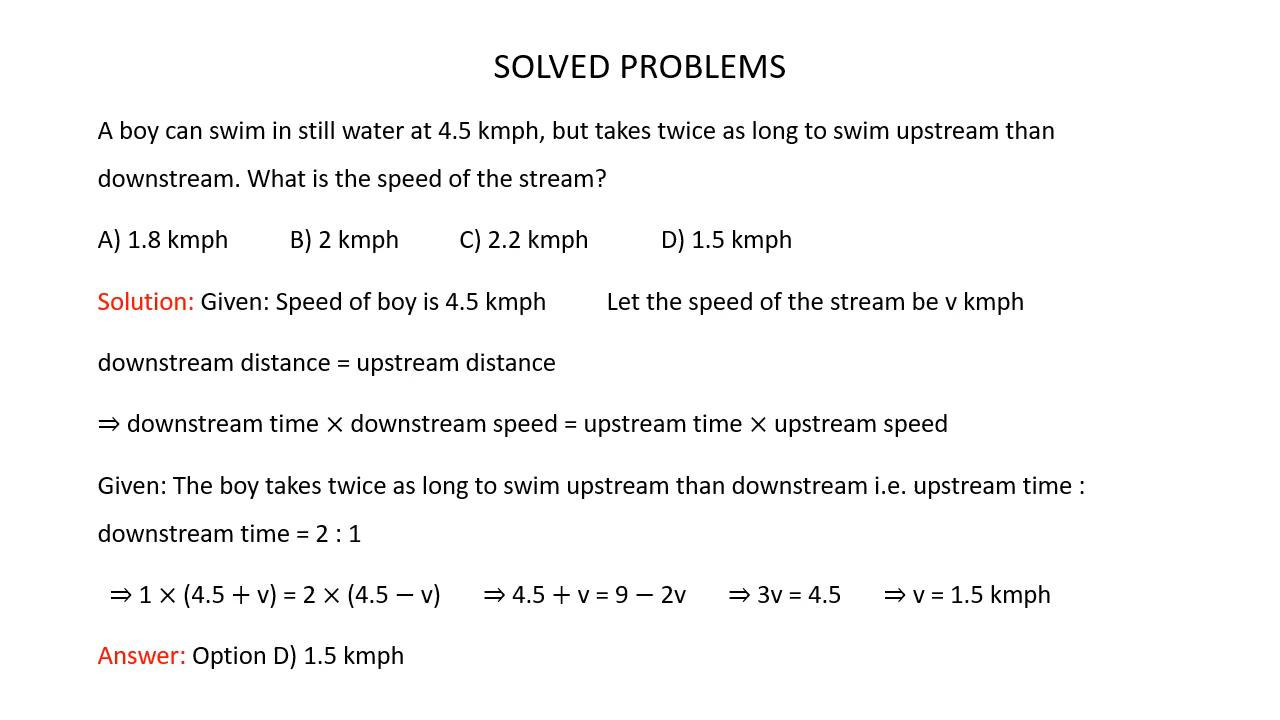 SOLVED PROBLEMS
A boy can swim in still water at 4.5 kmph, but takes twice as long to swim upstream than
downstream. What is the speed of the stream?
A) 1.8 kmph B) 2 kmph C) 2.2 kmph D) 1.5 kmph
Solution: Given: Speed of boy is 4.5 kmph Let the speed of the stream be v kmph
downstream distance = upstream distance
⇒ downstream time × downstream speed = upstream time × upstream speed
Given: The boy takes twice as long to swim upstream than downstream i.e. upstream time :
downstream time = 2 : 1
⇒ 1 × (4.5 + v) = 2 × (4.5 − v) ⇒ 4.5 + v = 9 − 2v ⇒ 3v = 4.5 ⇒ v = 1.5 kmph
Answer: Option D) 1.5 kmph